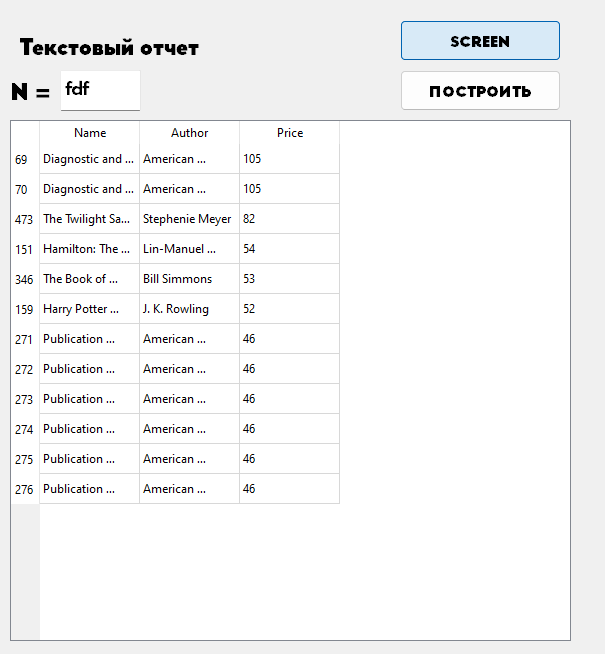 Текстовый отчет
SCREEN
N = fdf
ПОСТРОИТЬ
Name Author Price
69 Diagnostic and ... American ... 105
70 Diagnostic and ... American ... 105
473 The Twilight Sa... Stephenie Meyer 82
151 Hamilton: The ... Lin-Manuel ... 54
346 The Book of ... Bill Simmons 53
159 Harry Potter ... J. K. Rowling 52
271 Publication ... American ... 46
272 Publication ... American ... 46
273 Publication ... American ... 46
274 Publication ... American ... 46
275 Publication ... American ... 46
276 Publication ... American ... 46